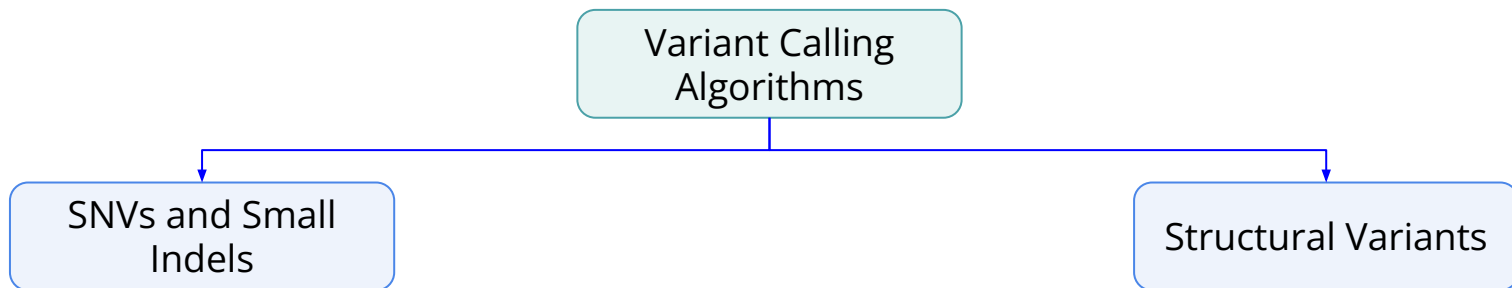 Variant Calling
Algorithms
SNVs and Small
Indels
Structural Variants